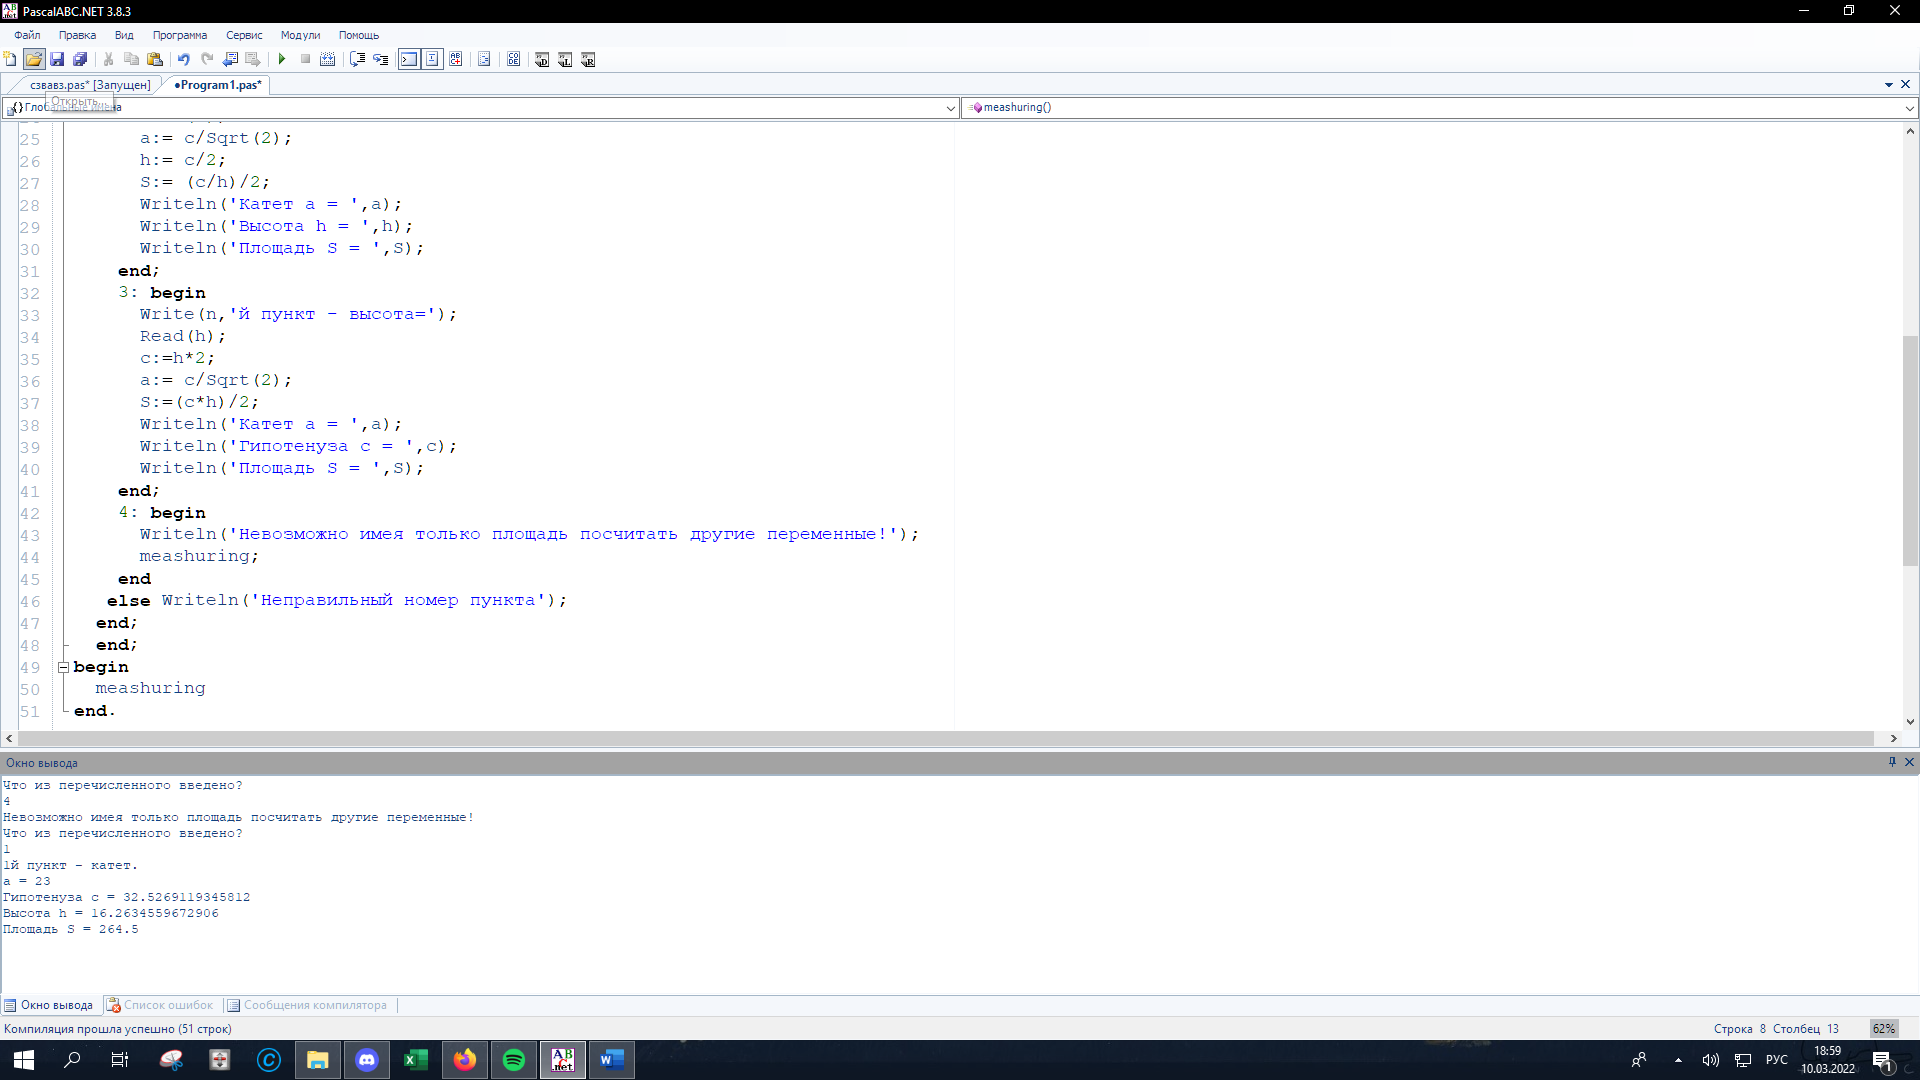 PascalABC.NET 3.8.3
Файл Правка Вид Программа Сервис Модули Помощь
сзвавз.pas* [Запущен] •Program1.pas*
Открыть...
meashuring()
25 a:= c/Sqrt(2);
26 h:= c/2;
27 S:= (c/h)/2;
28 Writeln('Катет a = ',a);
29 Writeln('Высота h = ',h);
30 Writeln('Площадь S = ',S);
31 end;
32 3: begin
33 Write(n,'й пункт - высота=');
34 Read(h);
35 c:=h*2;
36 a:= c/Sqrt(2);
37 S:=(c*h)/2;
38 Writeln('Катет a = ',a);
39 Writeln('Гипотенуза c = ',c);
40 Writeln('Площадь S = ',S);
41 end;
42 4: begin
43 Writeln('Невозможно имея только площадь посчитать другие переменные!');
44 meashuring;
45 end
46 else Writeln('Неправильный номер пункта');
47 end;
48 end;
49 begin
50 meashuring
51 end.
Окно вывода
Что из перечисленного введено?
4
Невозможно имея только площадь посчитать другие переменные!
Что из перечисленного введено?
1
1й пункт - катет.
a = 23
Гипотенуза c = 32.5269119345812
Высота h = 16.2634559672906
Площадь S = 264.5
Окно вывода Список ошибок Сообщения компилятора
Компиляция прошла успешно (51 строк) Строка 8 Столбец 13 62%
РУС 18:59
10.03.2022 1